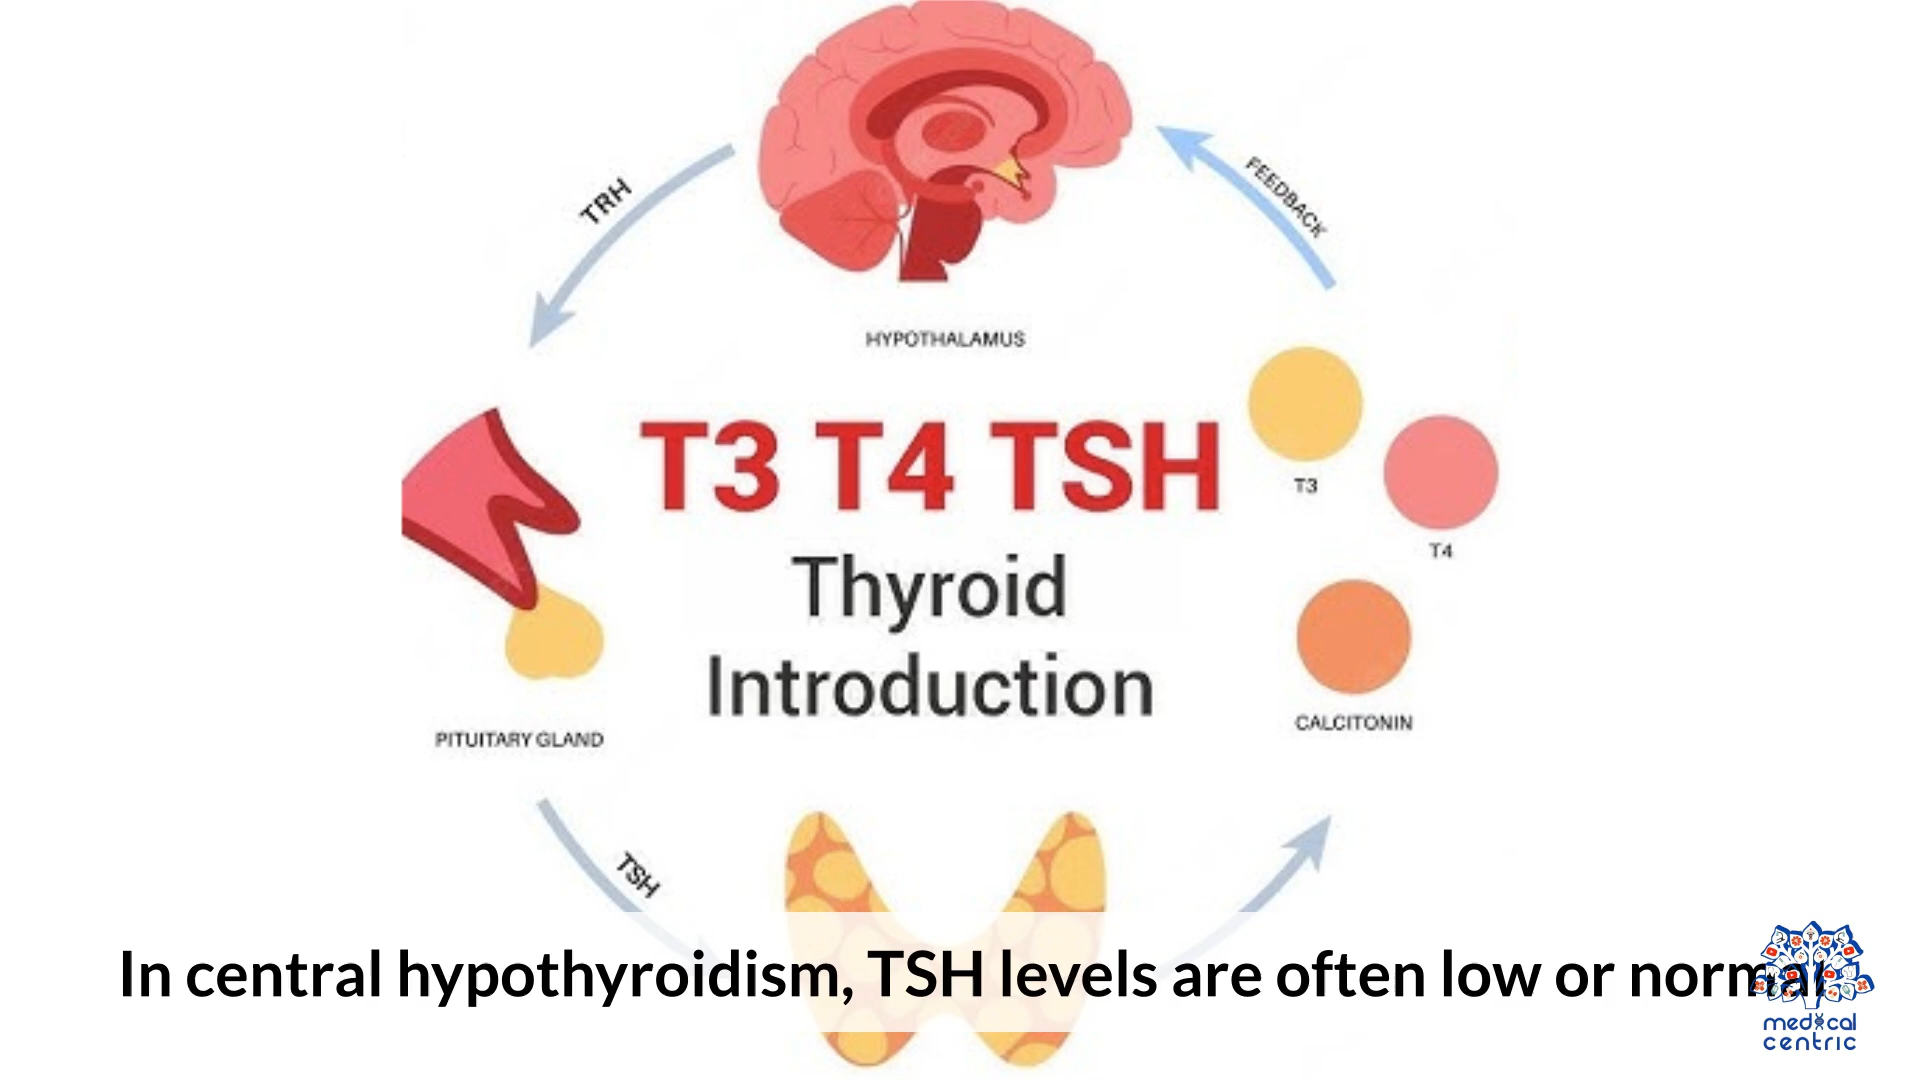 TRH
FEEDBACK
HYPOTHALAMUS
T3 T4 TSH
Thyroid
Introduction
T3
T4
CALCITONIN
PITUITARY GLAND
TSH
In central hypothyroidism, TSH levels are often low or normal
medical
centric